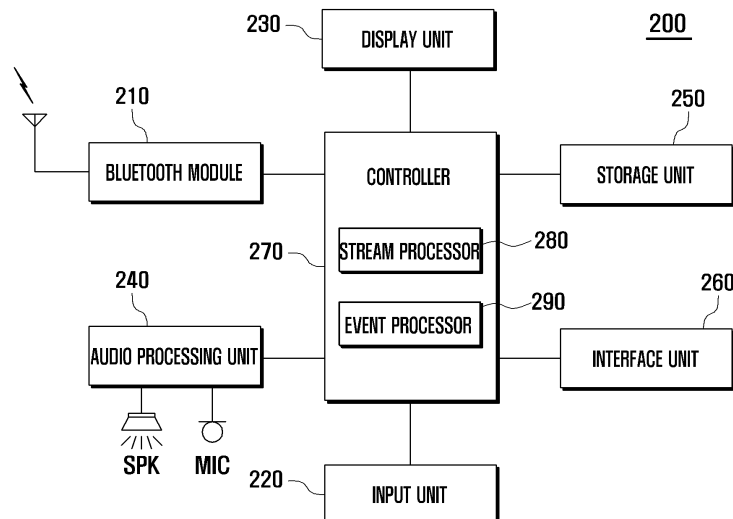 230
DISPLAY UNIT
200
210
BLUETOOTH MODULE
CONTROLLER
250
STORAGE UNIT
270
STREAM PROCESSOR
280
240
AUDIO PROCESSING UNIT
EVENT PROCESSOR
290
260
INTERFACE UNIT
SPK
MIC
220
INPUT UNIT